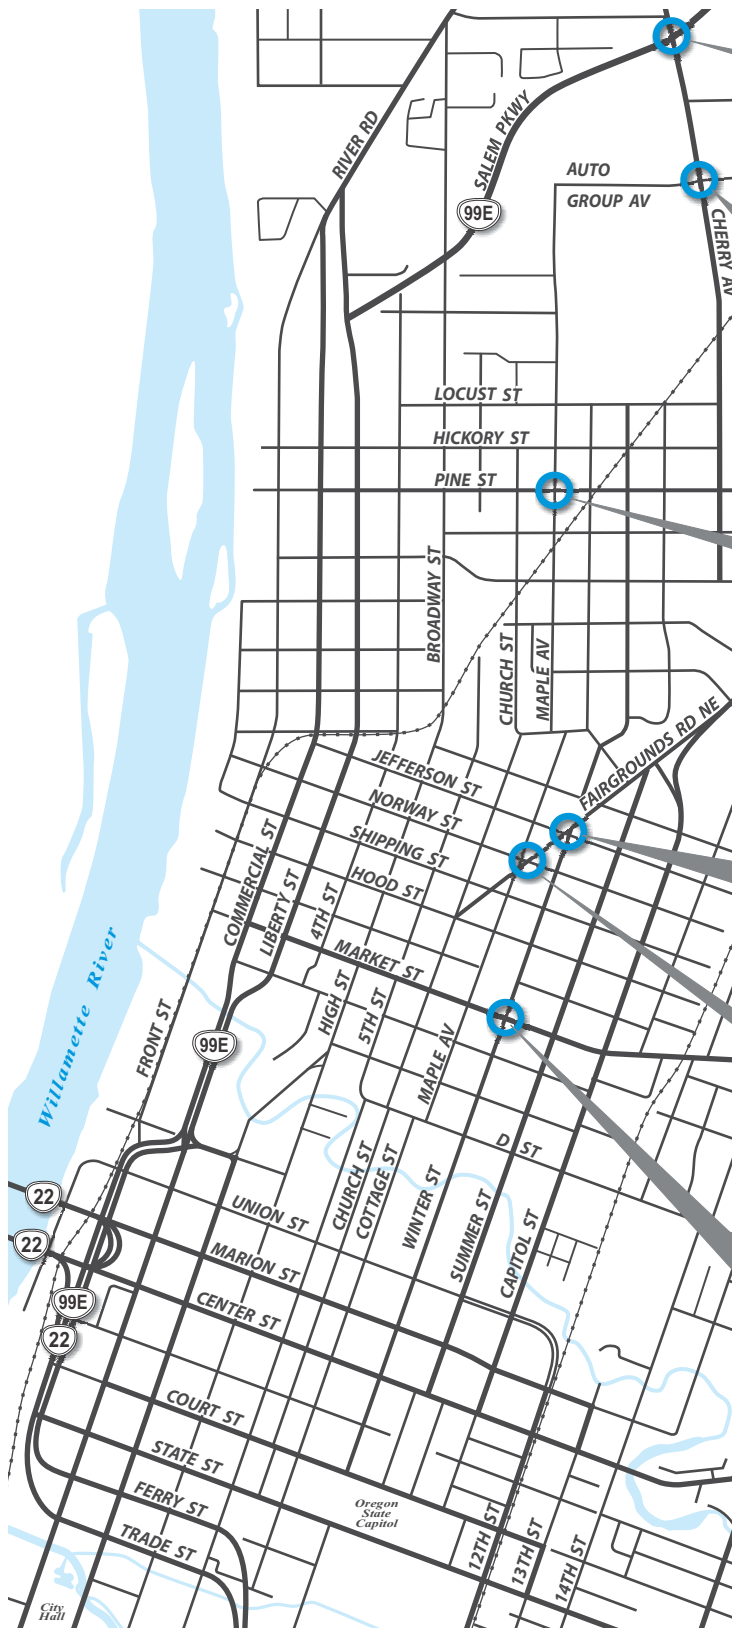 RIVER RD
SALEM PKWY
99E
AUTO
GROUP AV
CHERRY AV
LOCUST ST
HICKORY ST
PINE ST
BROADWAY ST
CHURCH ST
MAPLE AV
FAIRGROUNDS RD NE
JEFFERSON ST
NORWAY ST
SHIPPING ST
HOOD ST
COMMERCIAL ST
LIBERTY ST
4TH ST
MARKET ST
Willamette River
FRONT ST
99E
HIGH ST
5TH ST
MAPLE AV
D ST
CHURCH ST
COTTAGE ST
WINTER ST
SUMMER ST
CAPITOL ST
22
UNION ST
22
MARION ST
99E
CENTER ST
22
COURT ST
STATE ST
FERRY ST
TRADE ST
Oregon
State
Capitol
12TH ST
13TH ST
14TH ST
City
Hall